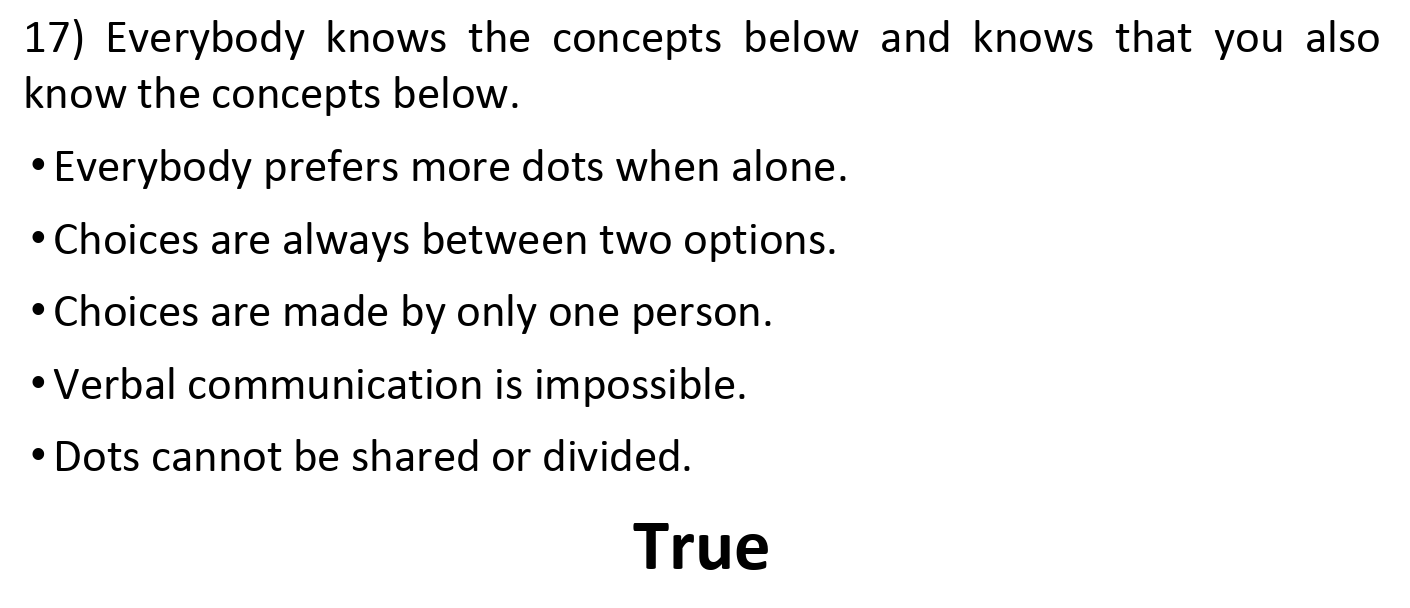 17) Everybody knows the concepts below and knows that you also
know the concepts below.
• Everybody prefers more dots when alone.
• Choices are always between two options.
• Choices are made by only one person.
• Verbal communication is impossible.
• Dots cannot be shared or divided.
True